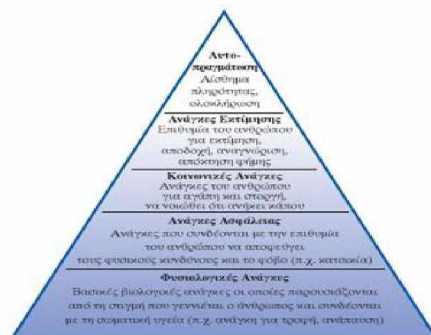 Αυτο-
πραγμάτωση
Αίσθημα
πληρότητας,
ολοκλήρωση
Ανάγκες Εκτίμησης
Επιθυμία του ανθρώπου
για εκτίμηση,
αποδοχή, αναγνώριση,
απόκτηση φήμης
Κοινωνικές Ανάγκες
Ανάγκες του ανθρώπου
για αγάπη και στοργή,
να νοιώθει ότι ανήκει κάπου
Ανάγκες Ασφάλειας
Ανάγκες που συνδέονται με την επιθυμία
του ανθρώπου να αποφεύγει
τους φυσικούς κινδύνους και το φόβο (π.χ. κατοικία)
Φυσιολογικές Ανάγκες
Βασικές βιολογικές ανάγκες οι οποίες παρουσιάζονται
από τη στιγμή που γεννιέται ο άνθρωπος και συνδέονται
με τη σωματική υγεία (π.χ. ανάγκη για τροφή, ανάπαυση)